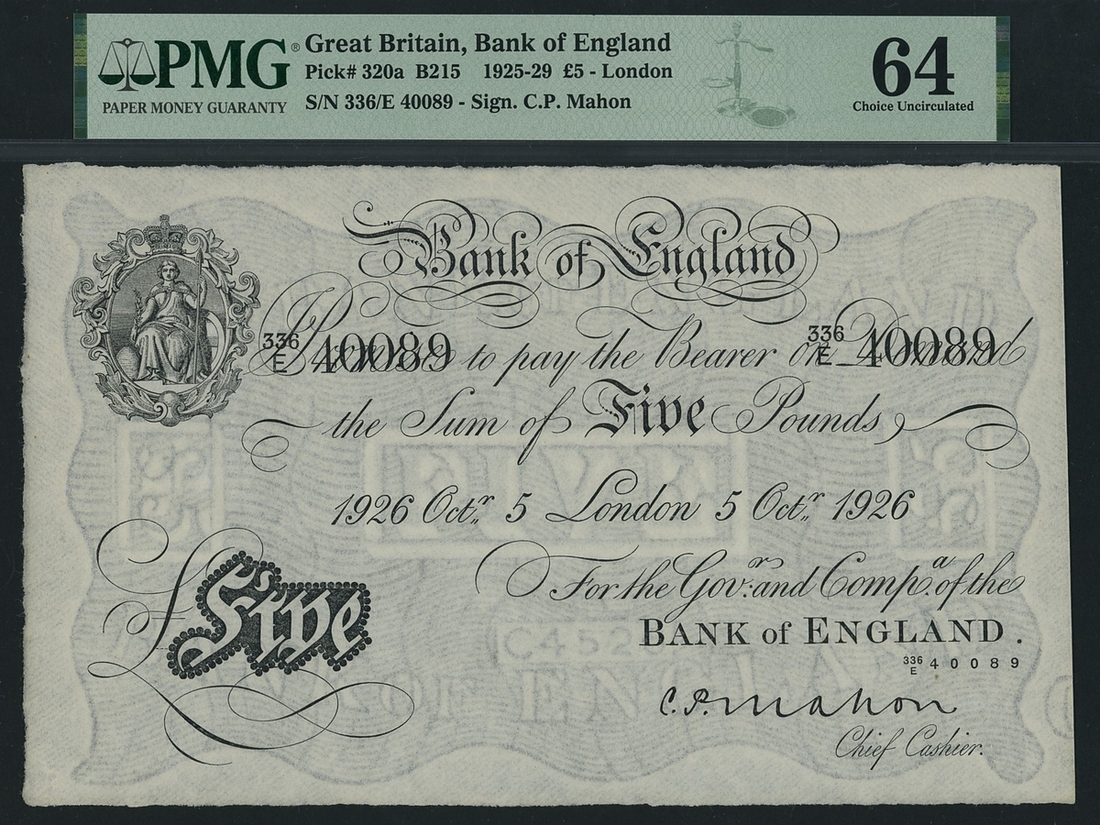 PMG® Great Britain, Bank of England
PAPER MONEY GUARANTY
Pick# 320a B215 1925-29 £5 - London
S/N 336/E 40089 - Sign. C.P. Mahon
64
Choice Uncirculated
Bank of England
336/E 40089 336/E 40089
I Promise to pay the Bearer on Demand
the Sum of Five Pounds
1926 Octr. 5 London 5 Octr. 1926
For the Govr. and Compa. of the
BANK of ENGLAND.
336/E 40089
£Five
C.P. Mahon
Chief Cashier.